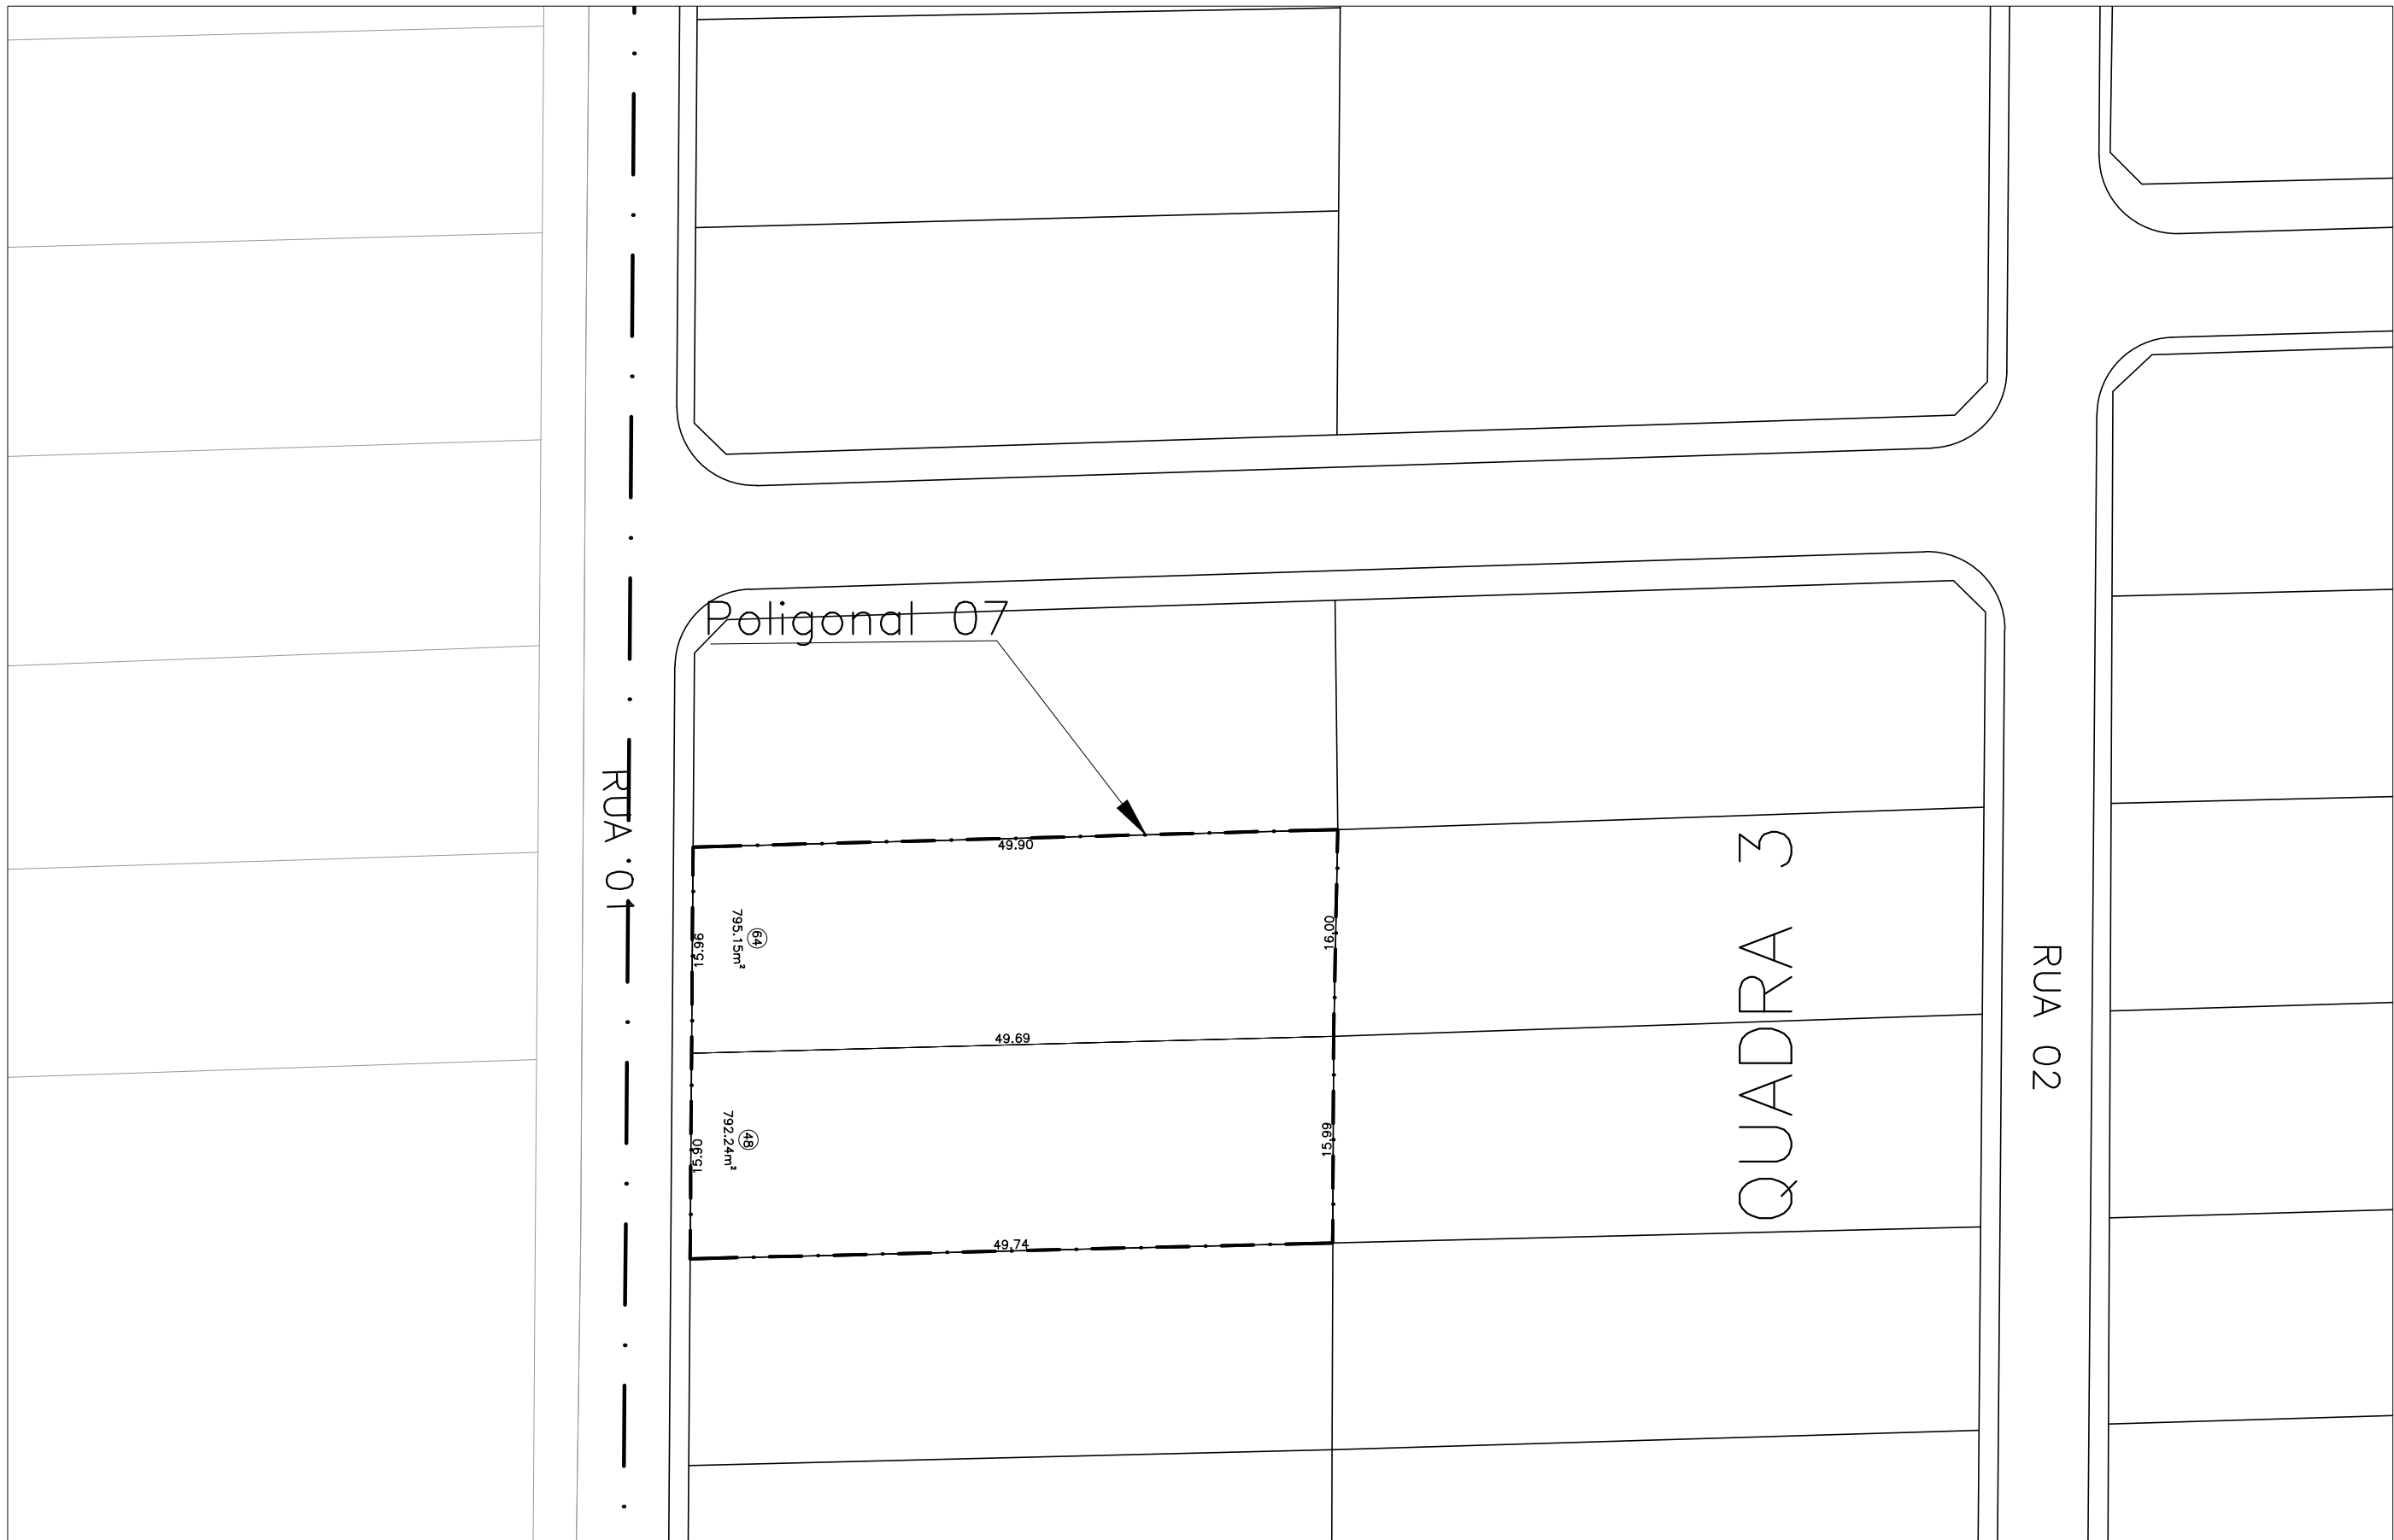 Poligonal 07
RUA 01
49.90
15.96
64
795.15m²
16.00
49.69
15.90
48
792.24m²
15.99
49.74
QUADRA 3
RUA 02